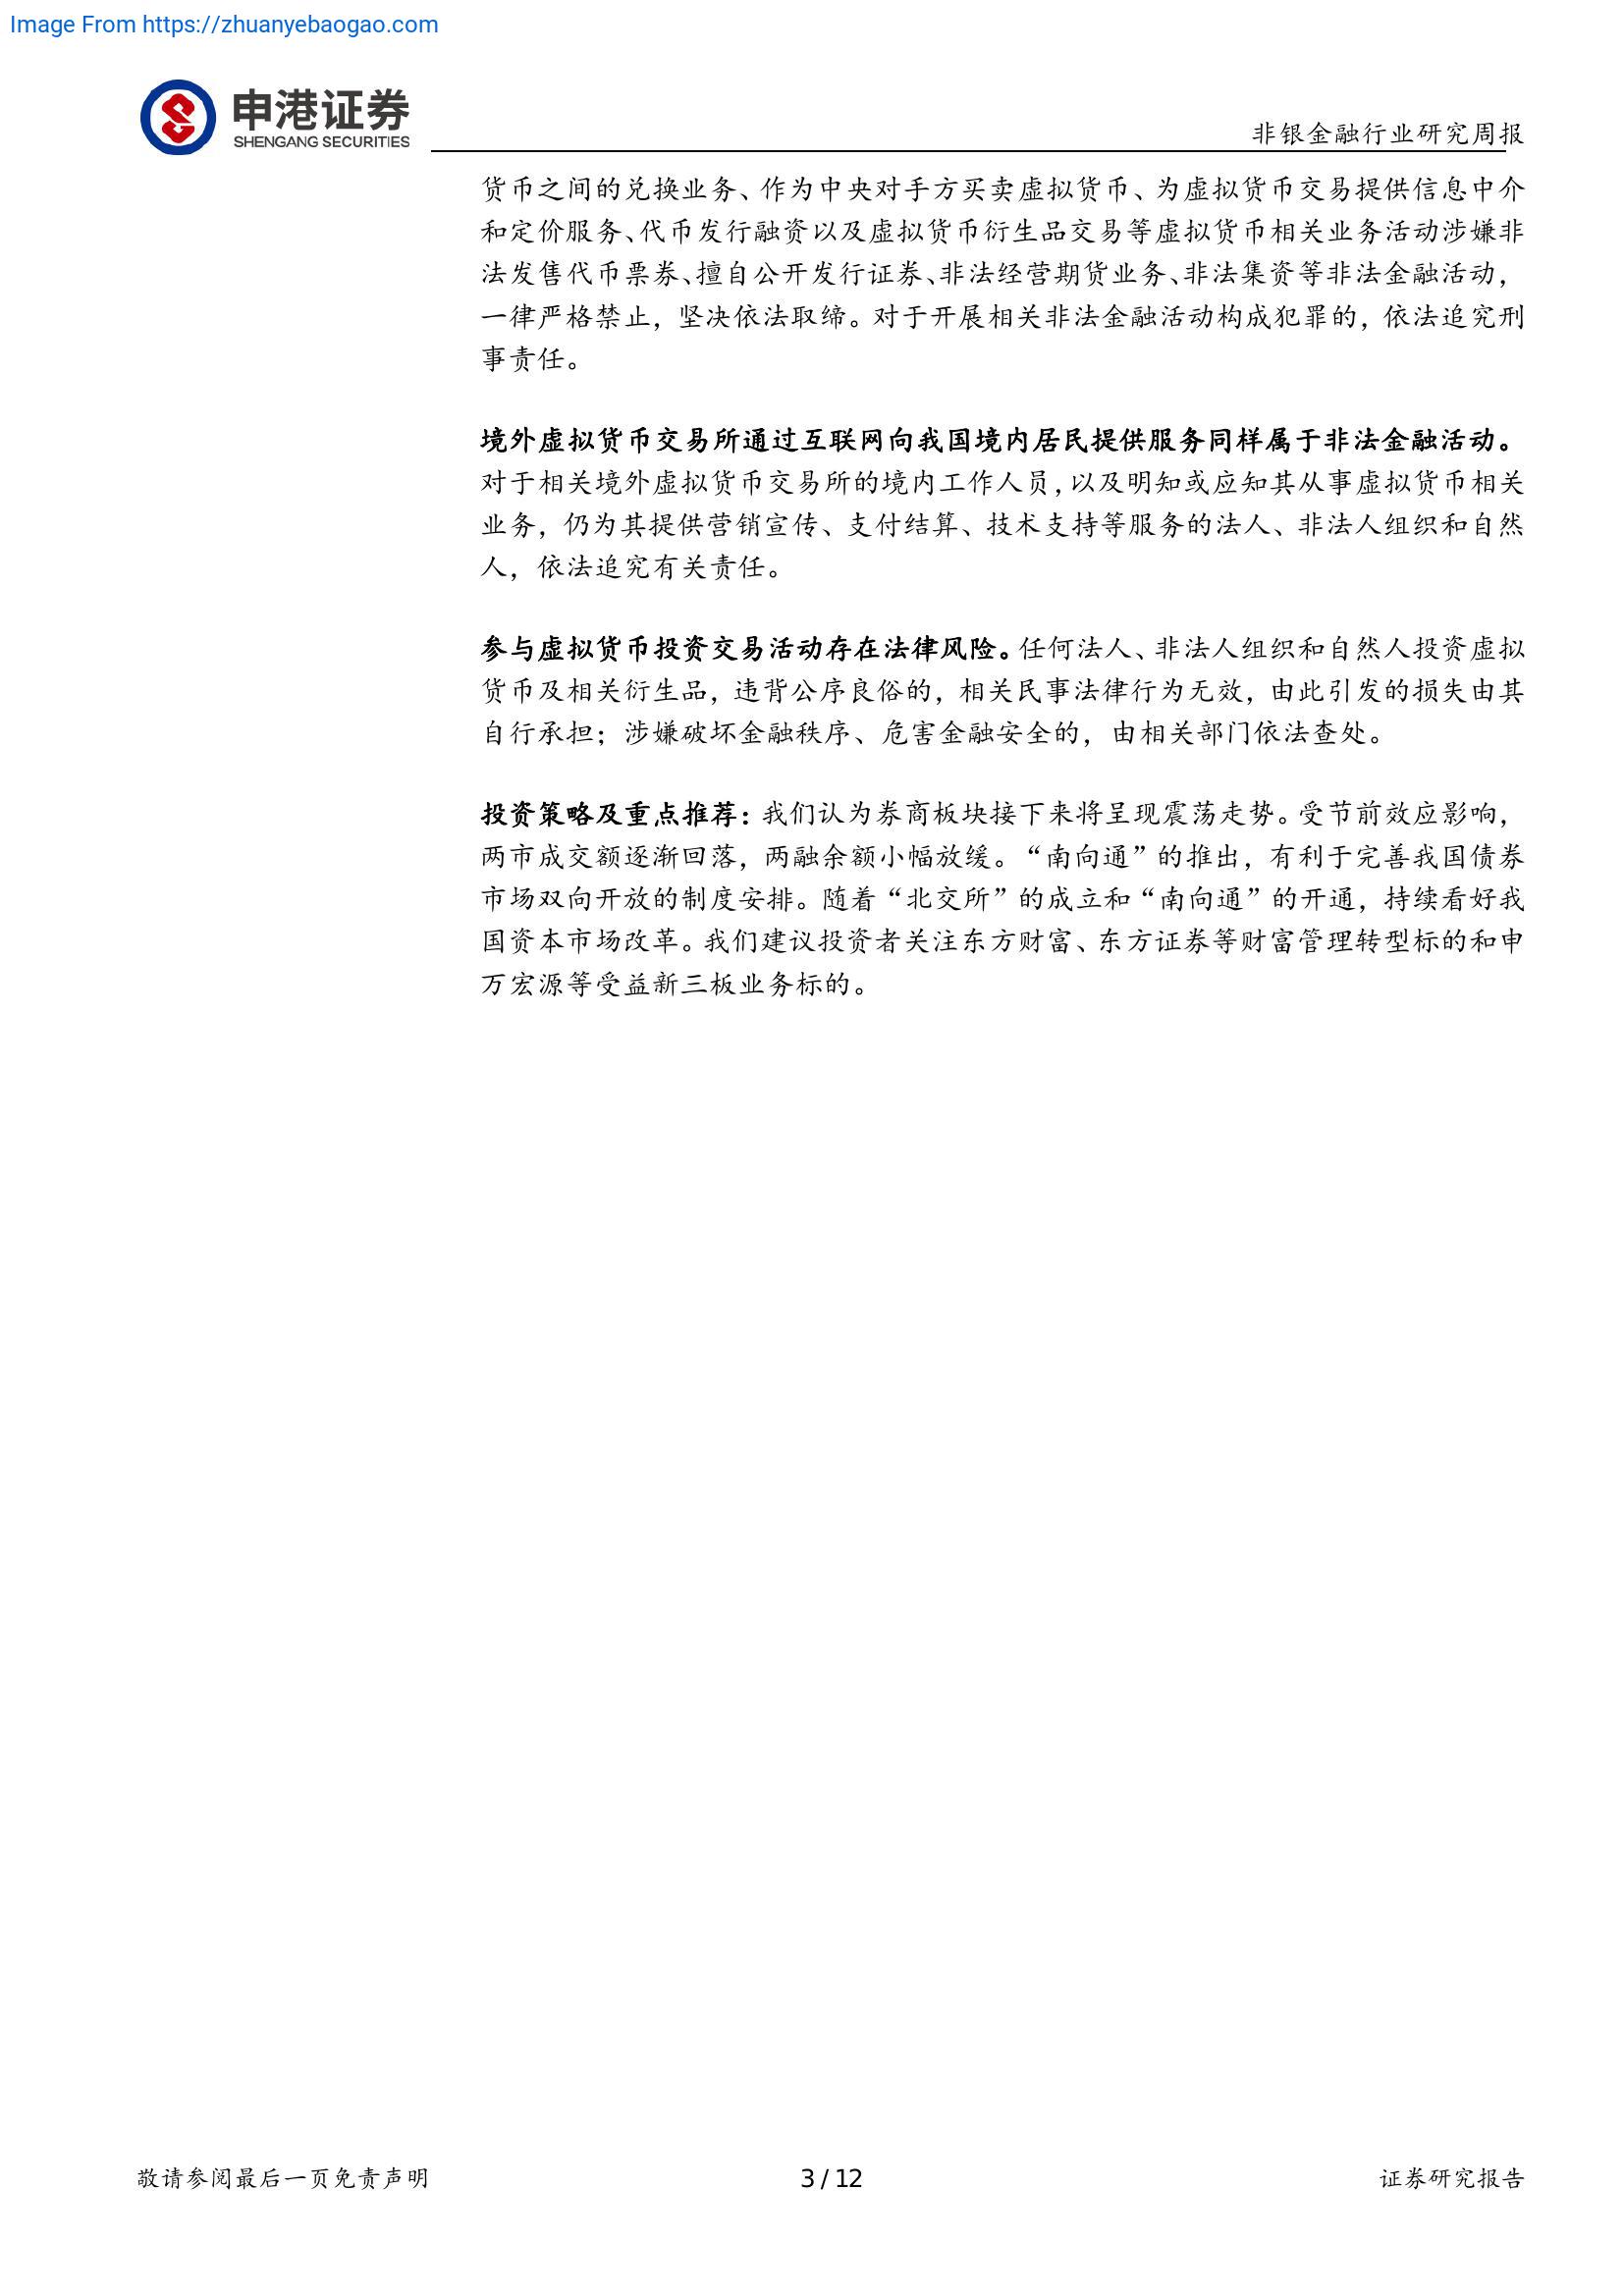 Image From https://zhuanyebaogao.com
申港证券
SHENGANG SECURITIES
非银金融行业研究周报
货币之间的兑换业务、作为中央对手方买卖虚拟货币、为虚拟货币交易提供信息中介
和定价服务、代币发行融资以及虚拟货币衍生品交易等虚拟货币相关业务活动涉嫌非
法发售代币票券、擅自公开发行证券、非法经营期货业务、非法集资等非法金融活动，
一律严格禁止，坚决依法取缔。对于开展相关非法金融活动构成犯罪的，依法追究刑
事责任。
境外虚拟货币交易所通过互联网向我国境内居民提供服务同样属于非法金融活动。
对于相关境外虚拟货币交易所的境内工作人员，以及明知或应知其从事虚拟货币相关
业务，仍为其提供营销宣传、支付结算、技术支持等服务的法人、非法人组织和自然
人，依法追究有关责任。
参与虚拟货币投资交易活动存在法律风险。任何法人、非法人组织和自然人投资虚拟
货币及相关衍生品，违背公序良俗的，相关民事法律行为无效，由此引发的损失由其
自行承担；涉嫌破坏金融秩序、危害金融安全的，由相关部门依法查处。
投资策略及重点推荐：我们认为券商板块接下来将呈现震荡走势。受节前效应影响，
两市成交额逐渐回落，两融余额小幅放缓。“南向通”的推出，有利于完善我国债券
市场双向开放的制度安排。随着“北交所”的成立和“南向通”的开通，持续看好我
国资本市场改革。我们建议投资者关注东方财富、东方证券等财富管理转型标的和申
万宏源等受益新三板业务标的。
敬请参阅最后一页免责声明
3 / 12
证券研究报告